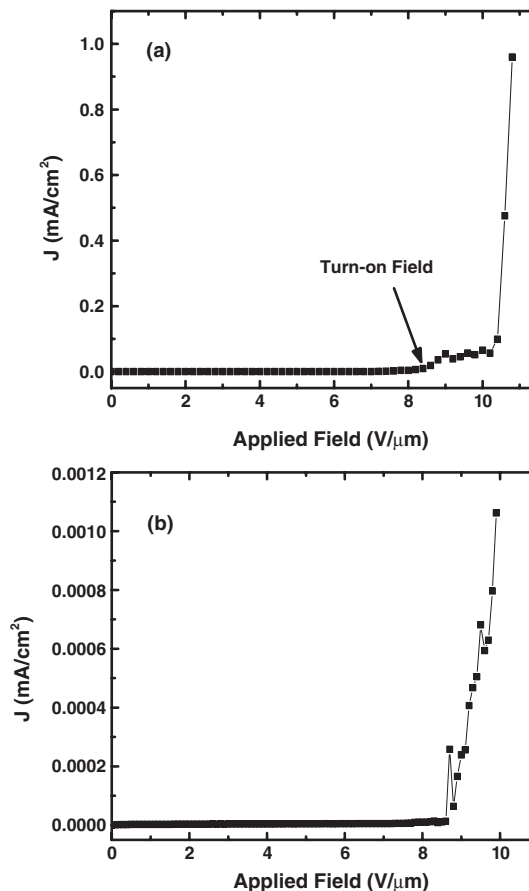 (a)
1.0
0.8
0.6
0.4
0.2
0.0
J (mA/cm²)
Turn-on Field
0 2 4 6 8 10
Applied Field (V/μm)
(b)
0.0012
0.0010
0.0008
0.0006
0.0004
0.0002
0.0000
J (mA/cm²)
0 2 4 6 8 10
Applied Field (V/μm)